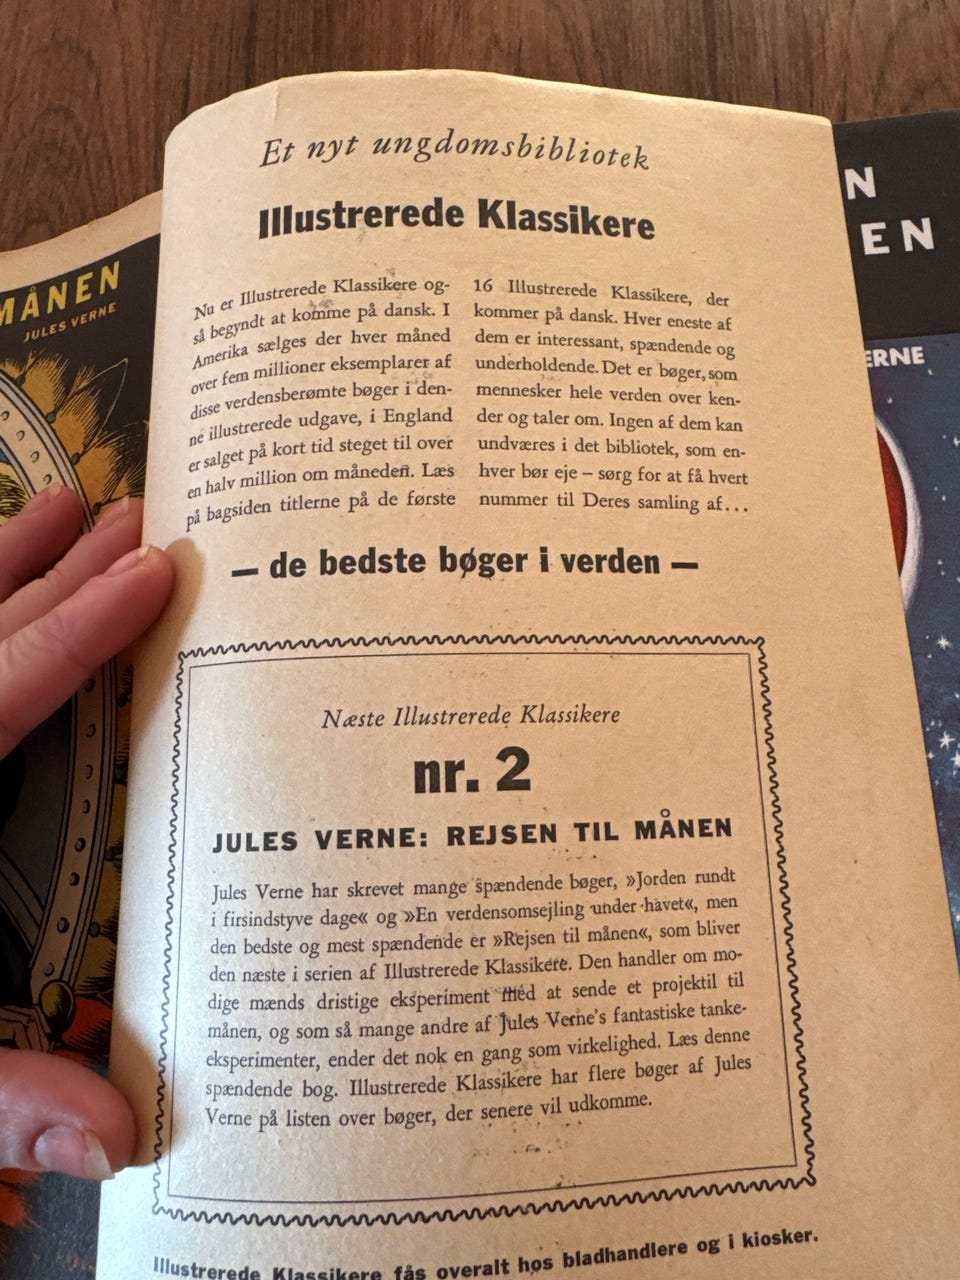 Et nyt ungdomsbibliotek
Illustrerede Klassikere
Nu er Illustrerede Klassikere og-
så begyndt at komme på dansk. I
Amerika sælges der hver måned
over fem millioner eksemplarer af
disse verdensberømte bøger i den-
ne illustrerede udgave, i England
er salget på kort tid steget til over
en halv million om måneden. Læs
på bagsiden titlerne på de første
16 Illustrerede Klassikere, der
kommer på dansk. Hver eneste af
dem er interessant, spændende og
underholdende. Det er bøger, som
mennesker hele verden over ken-
der og taler om. Ingen af dem kan
undværes i det bibliotek, som en-
hver bør eje – sørg for at få hvert
nummer til Deres samling af...
— de bedste bøger i verden —
Næste Illustrerede Klassikere
nr. 2
JULES VERNE: REJSEN TIL MÅNEN
Jules Verne har skrevet mange spændende bøger, »Jorden rundt
i firsindstyve dage« og »En verdensomsejling under havet«, men
den bedste og mest spændende er »Rejsen til månen«, som bliver
den næste i serien af Illustrerede Klassikere. Den handler om mo-
dige mænds dristige eksperiment med at sende et projektil til
månen, og som så mange andre af Jules Verne's fantastiske tanke-
eksperimenter, ender det nok en gang som virkelighed. Læs denne
spændende bog. Illustrerede Klassikere har flere bøger af Jules
Verne på listen over bøger, der senere vil udkomme.
Illustrerede Klassikere fås overalt hos bladhandlere og i kiosker.
MÅNEN
JULES VERNE
N
EN
ERNE